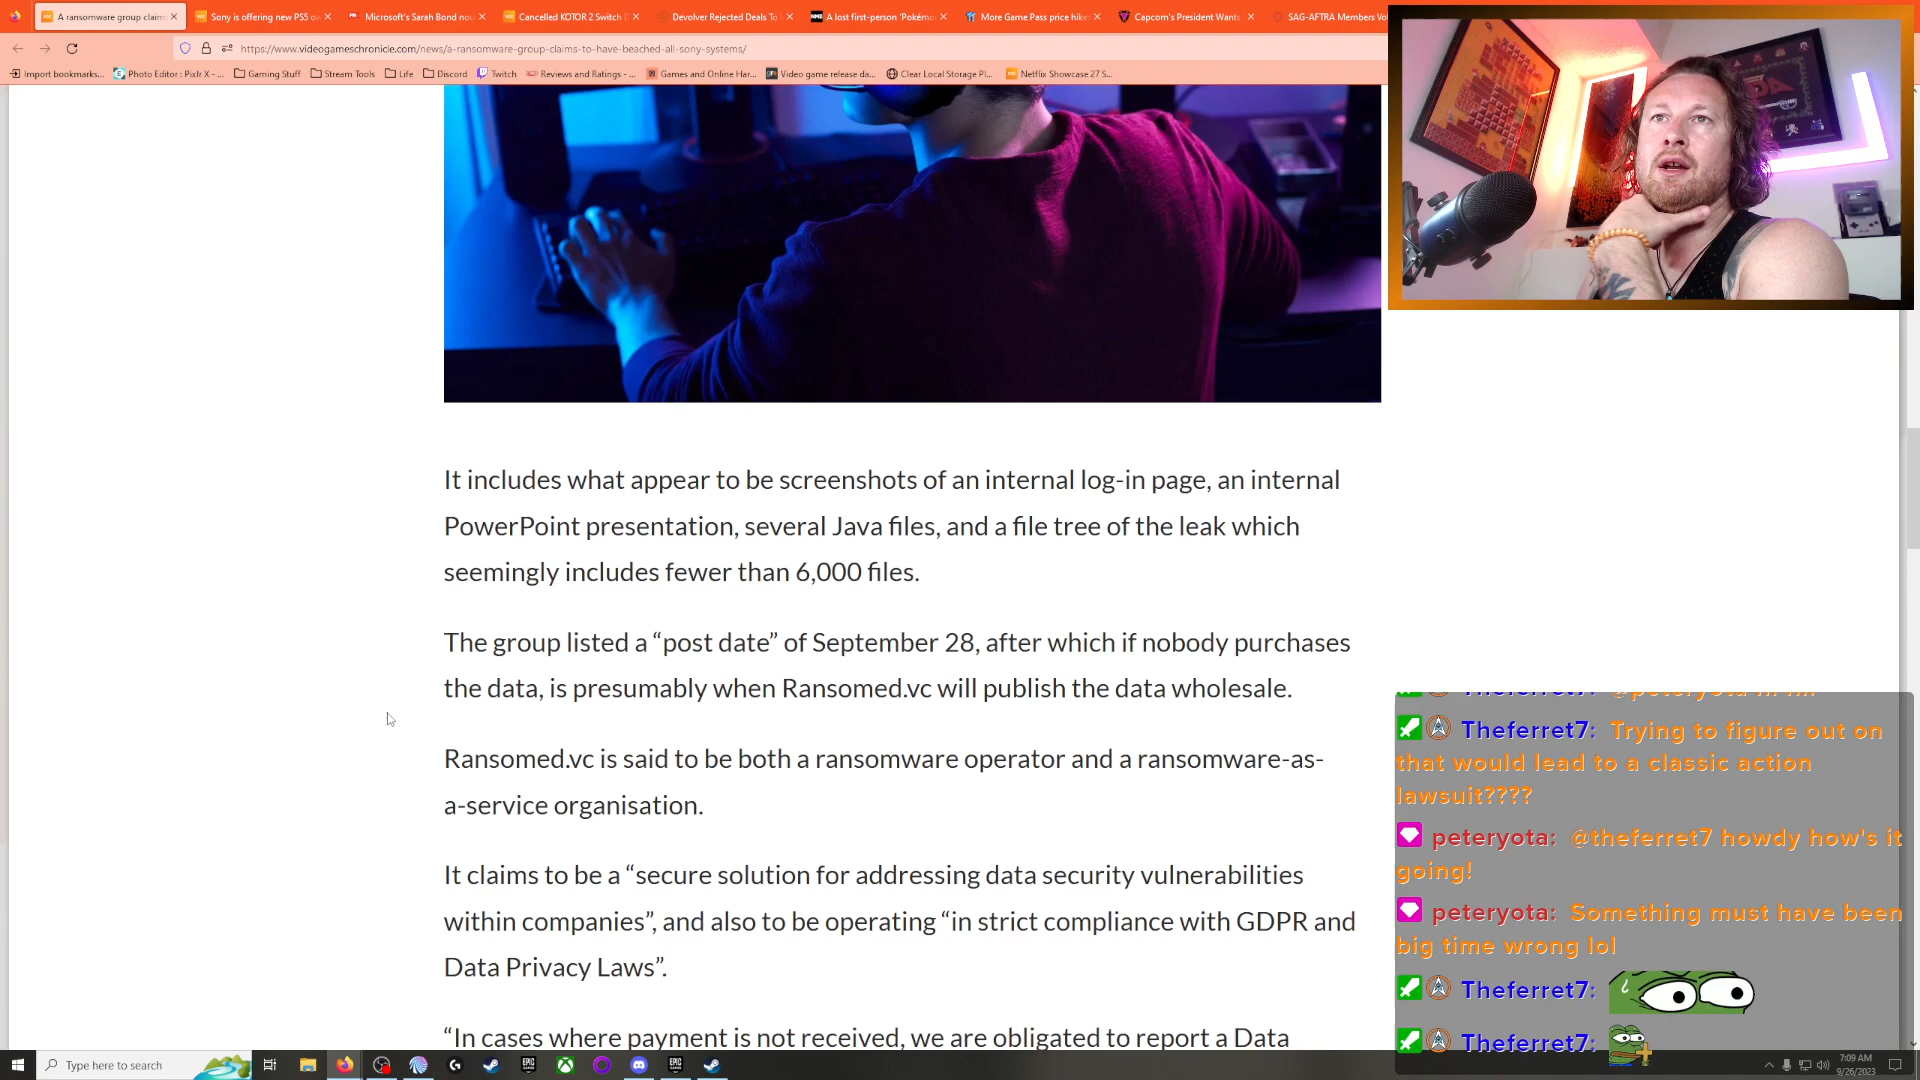 A ransomware group claim
Sony is offering new PS5 ov
Microsoft's Sarah Bond nou
Cancelled KOTOR 2 Switch D
Devolver Rejected Deals To
A lost first-person 'Pokémon
More Game Pass price hike
Capcom's President Wants
SAG-AFTRA Members Vo
https://www.videogameschronicle.com/news/a-ransomware-group-claims-to-have-beached-all-sony-systems/
Import bookmarks...
Photo Editor : Pixlr X - ...
Gaming Stuff
Stream Tools
Life
Discord
Twitch
Reviews and Ratings - ...
Games and Online Har...
Video game release da...
Clear Local Storage Pl...
Netflix Showcase 27 S...
It includes what appear to be screenshots of an internal log-in page, an internal
PowerPoint presentation, several Java files, and a file tree of the leak which
seemingly includes fewer than 6,000 files.
The group listed a “post date” of September 28, after which if nobody purchases
the data, is presumably when Ransomed.vc will publish the data wholesale.
Ransomed.vc is said to be both a ransomware operator and a ransomware-as-
a-service organisation.
It claims to be a “secure solution for addressing data security vulnerabilities
within companies”, and also to be operating “in strict compliance with GDPR and
Data Privacy Laws”.
“In cases where payment is not received, we are obligated to report a Data
Theferret7: Trying to figure out on
that would lead to a classic action
lawsuit????
peteryota: @theferret7 howdy how's it
going!
peteryota: Something must have been
big time wrong lol
Theferret7:
Theferret7:
Type here to search
7:09 AM
9/26/2023